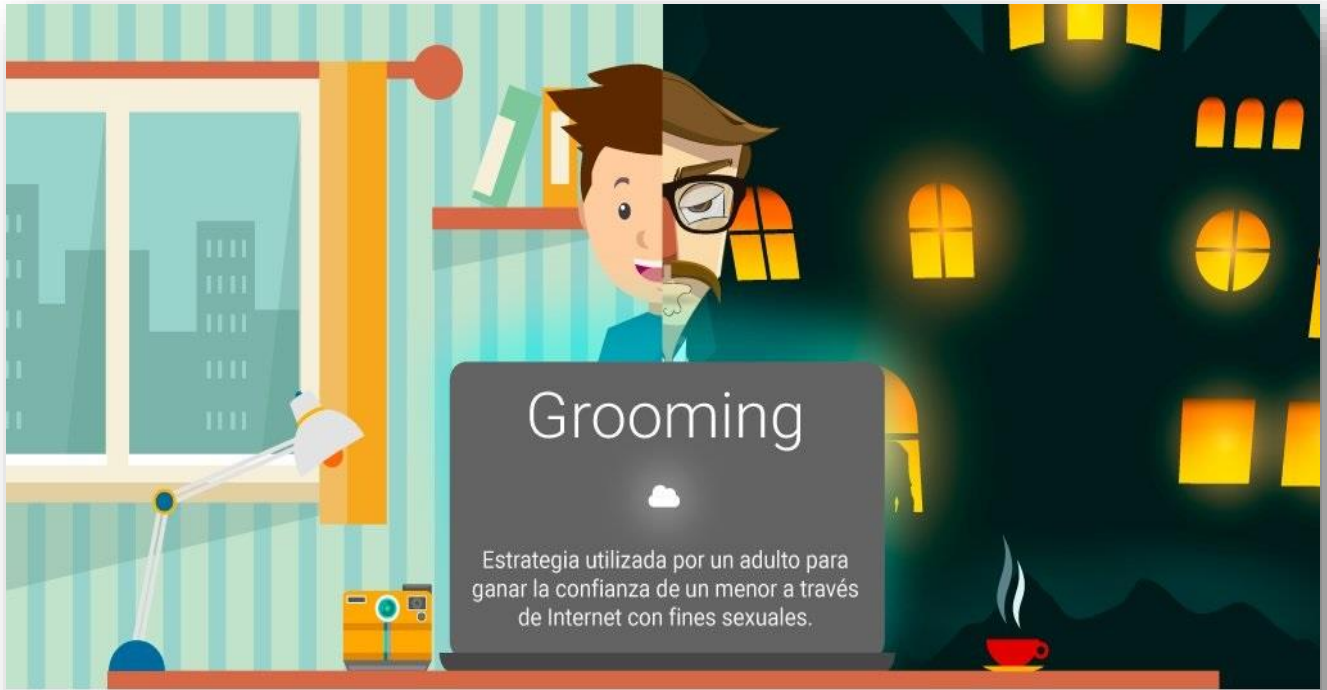 Grooming
Estrategia utilizada por un adulto para
ganar la confianza de un menor a través
de Internet con fines sexuales.